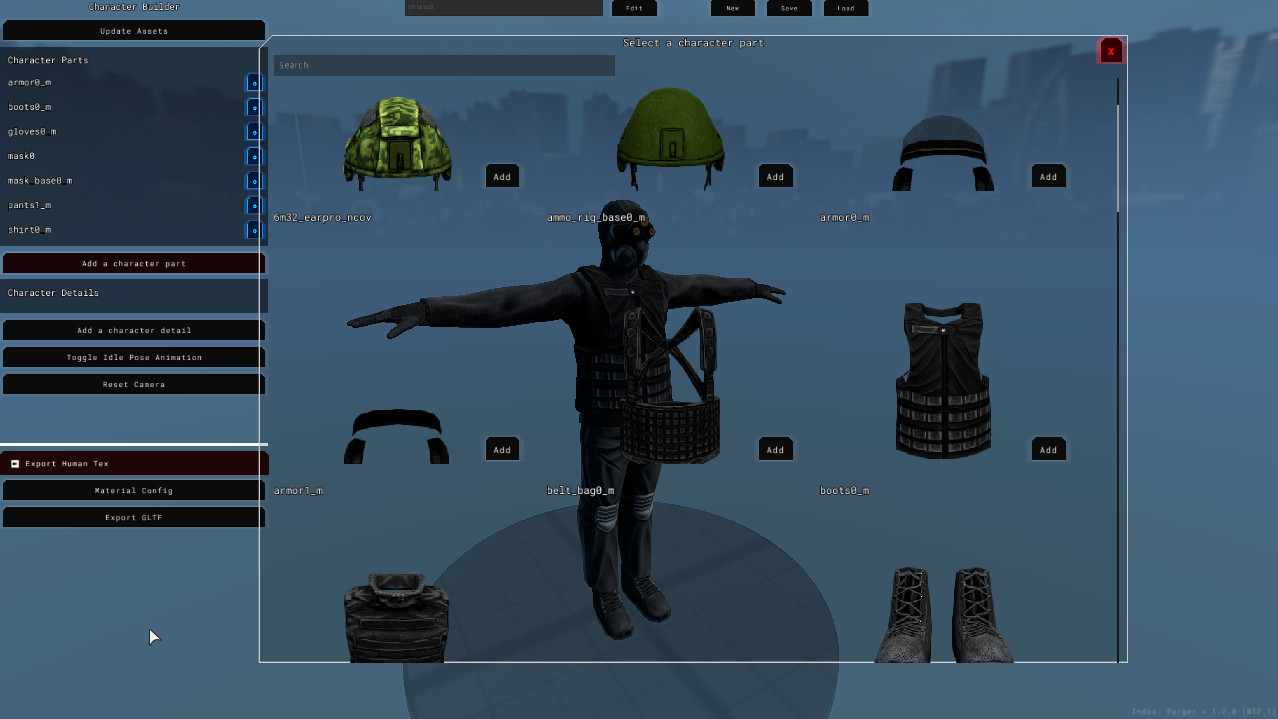 Character Builder
Edit
New
Save
Load
Update Assets
Select a character part
X
Search
Character Parts
armor0_m
boots0_m
gloves0_m
mask0
mask_base0_m
pants1_m
shirt0_m
Add
Add
Add
6m32_earpro_ncov
ammo_rig_base0_m
armor0_m
Add a character part
Character Details
Add a character detail
Toggle Idle Pose Animation
Reset Camera
Add
Add
Add
Export Human Tex
armor1_m
belt_bag0_m
boots0_m
Material Config
Export GLTF